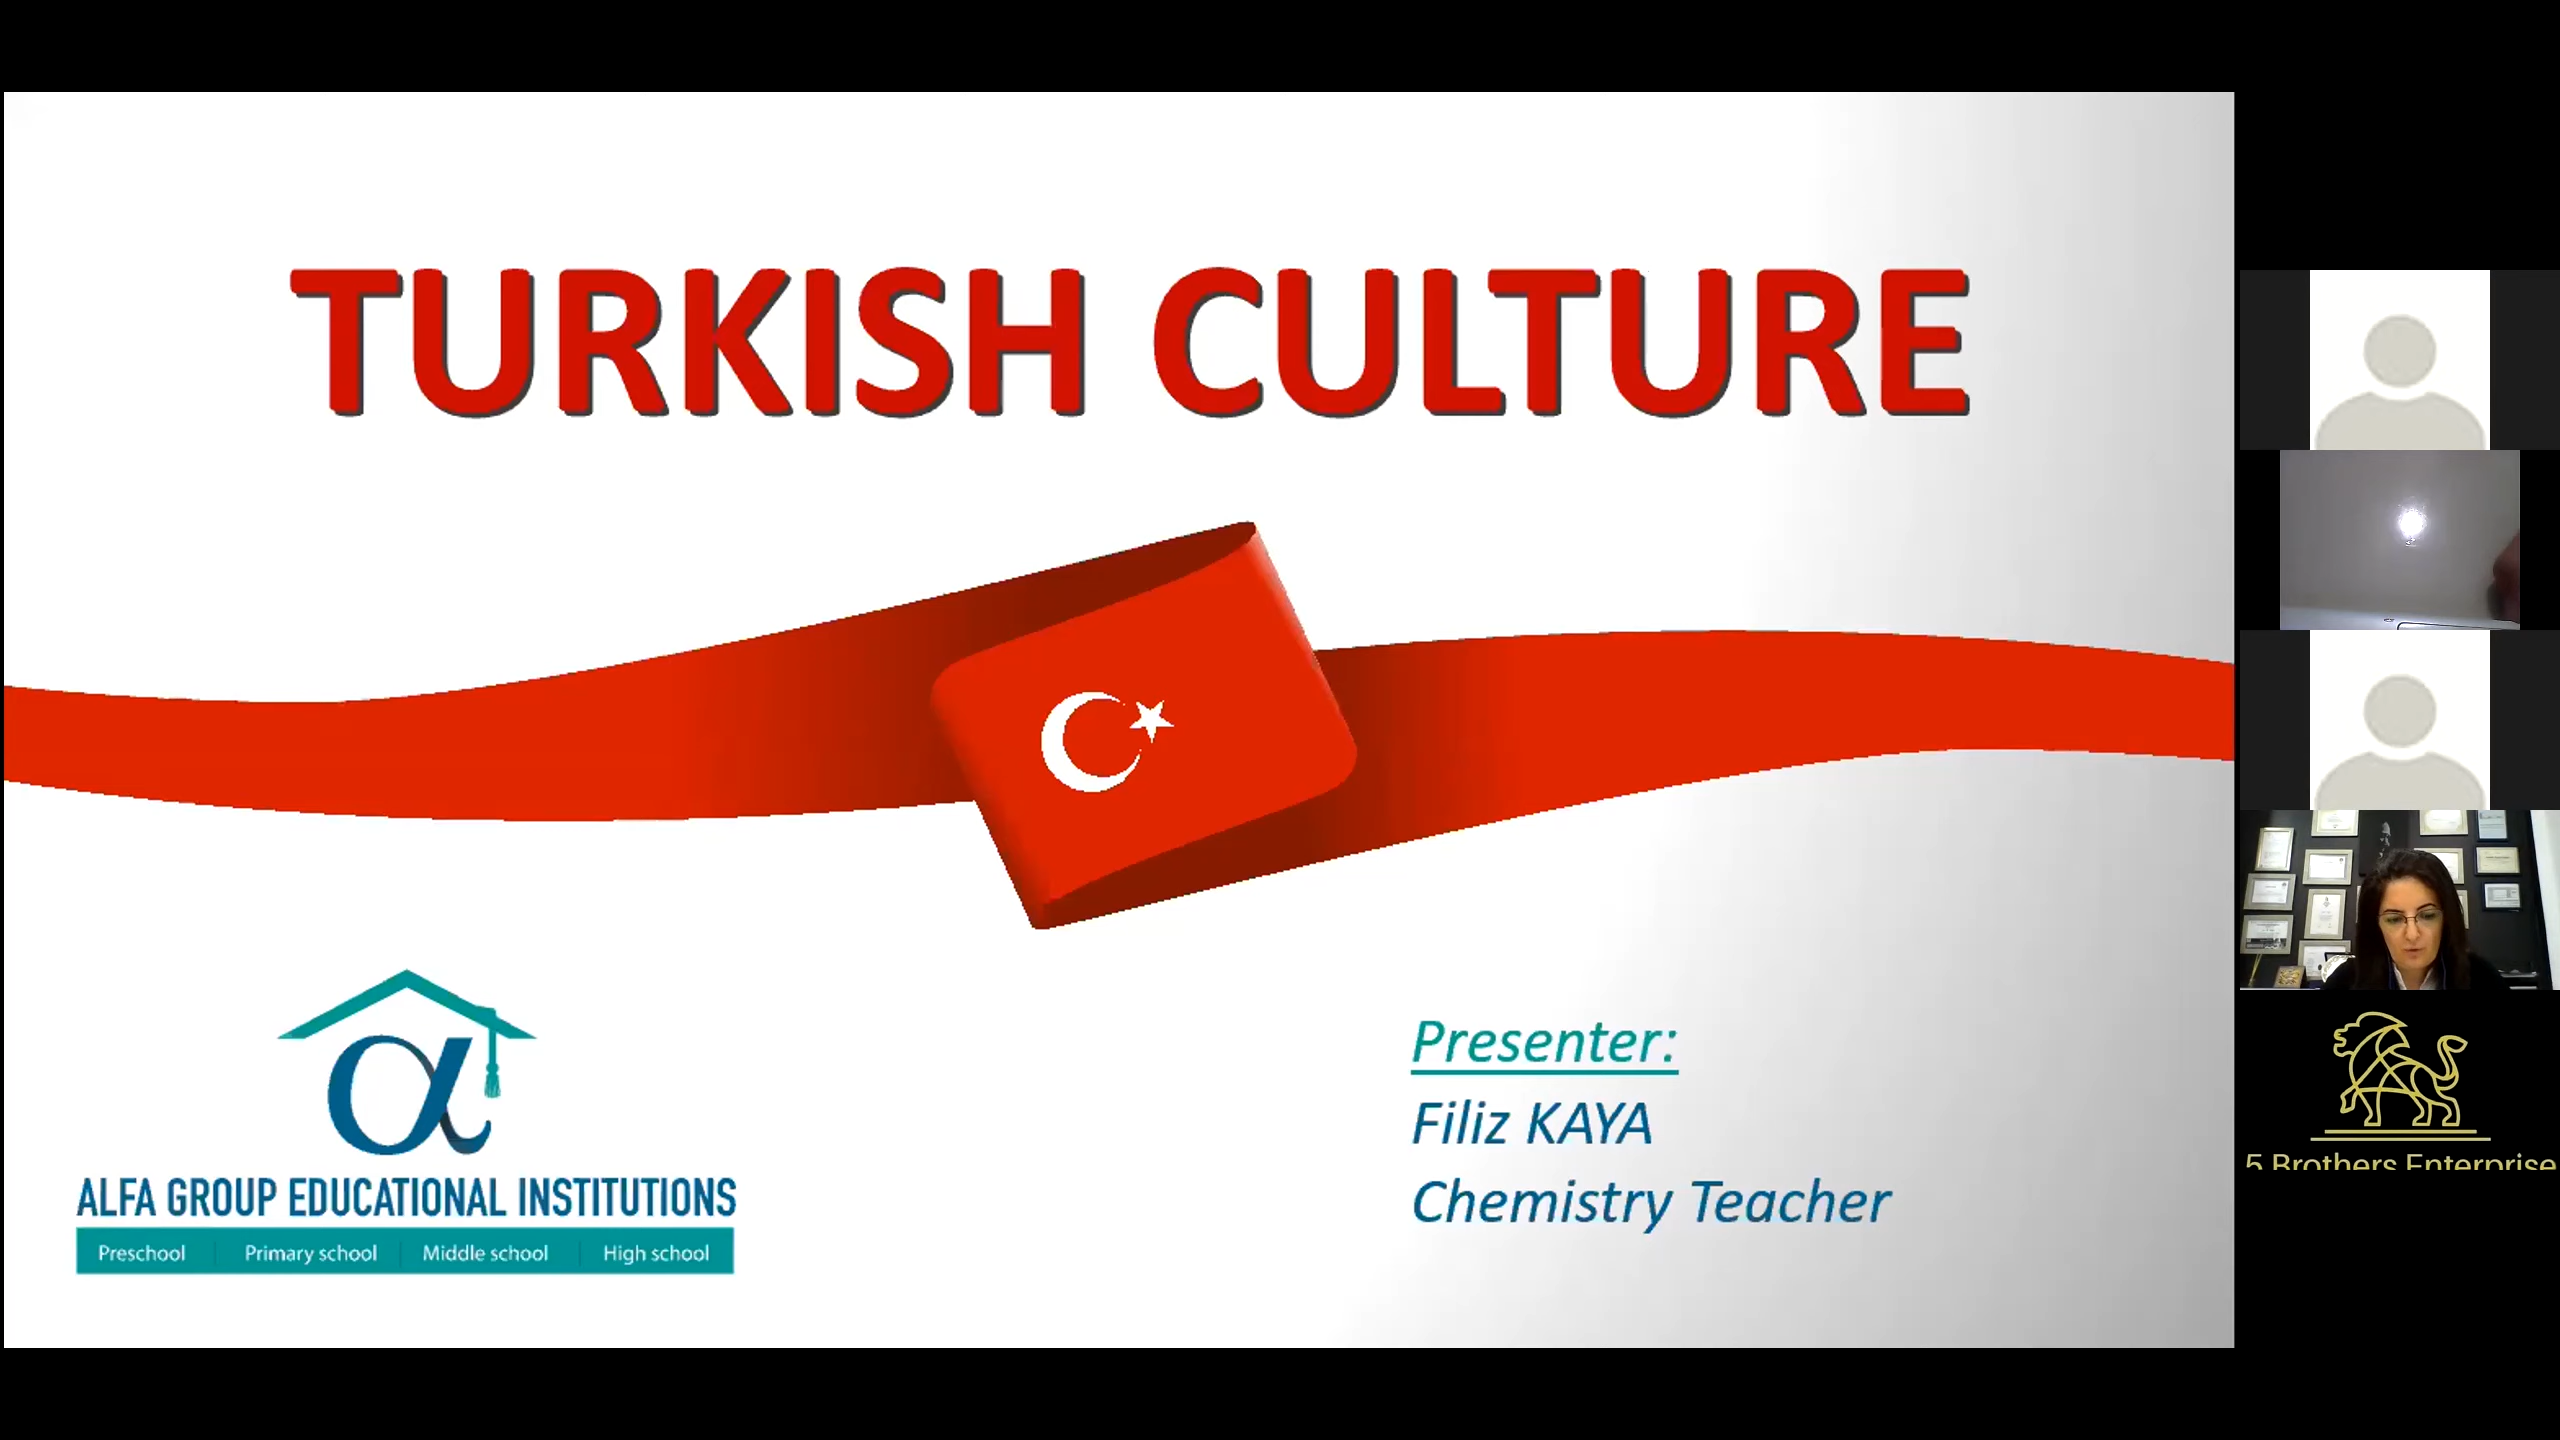 TURKISH CULTURE
ALFA GROUP EDUCATIONAL INSTITUTIONS
Preschool Primary school Middle school High school
Presenter:
Filiz KAYA
Chemistry Teacher
5 Brothers Enterprise